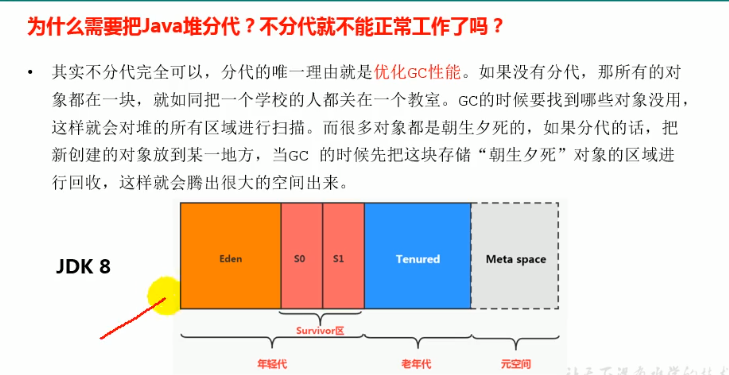 为什么需要把Java堆分代？不分代就不能正常工作了吗？
• 其实不分代完全可以，分代的唯一理由就是优化GC性能。如果没有分代，那所有的对
象都在一块，就如同把一个学校的人都关在一个教室。GC的时候要找到哪些对象没用，
这样就会对堆的所有区域进行扫描。而很多对象都是朝生夕死的，如果分代的话，把
新创建的对象放到某一地方，当GC 的时候先把这块存储“朝生夕死”对象的区域进
行回收，这样就会腾出很大的空间出来。
JDK 8
Eden S0 S1 Tenured Meta space
Survivor区
年轻代 老年代 元空间